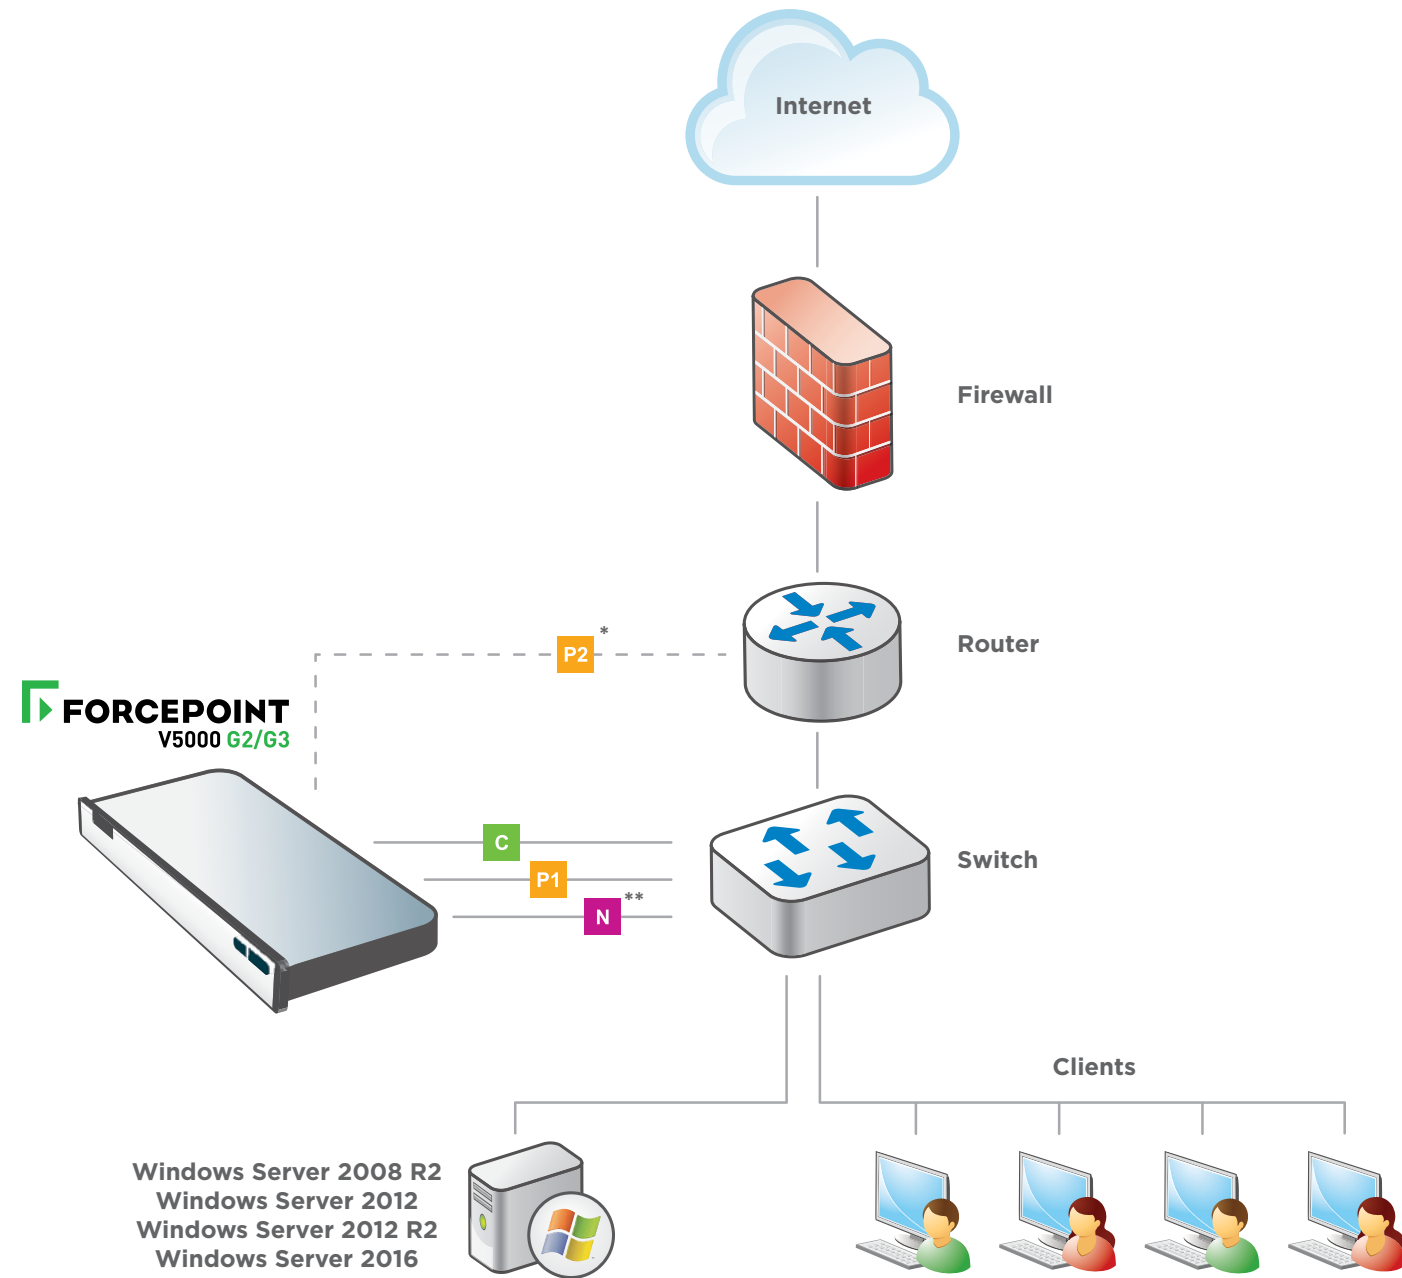 Internet
Firewall
P2 *
Router
FORCEPOINT
V5000 G2/G3
C
P1
N **
Switch
Clients
Windows Server 2008 R2
Windows Server 2012
Windows Server 2012 R2
Windows Server 2016